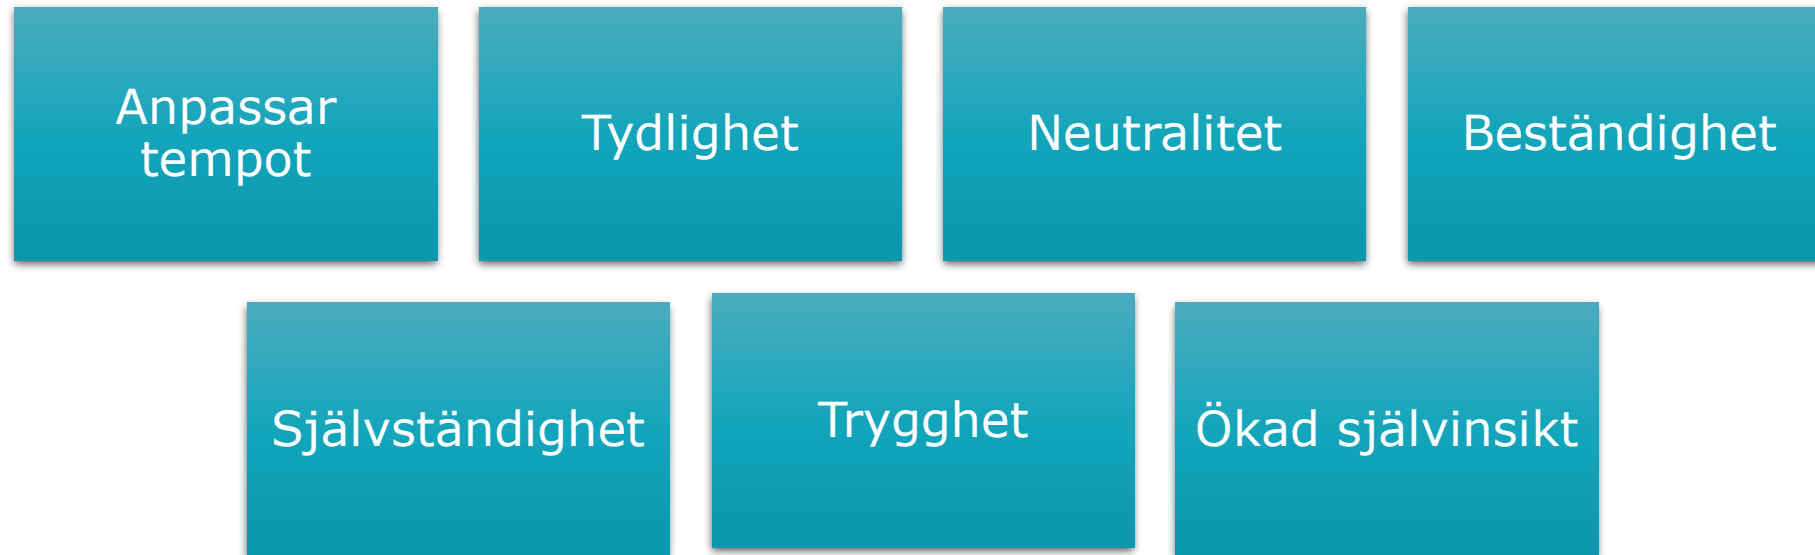 Anpassar
tempot
Tydlighet
Neutralitet
Beständighet
Självständighet
Trygghet
Ökad självinsikt